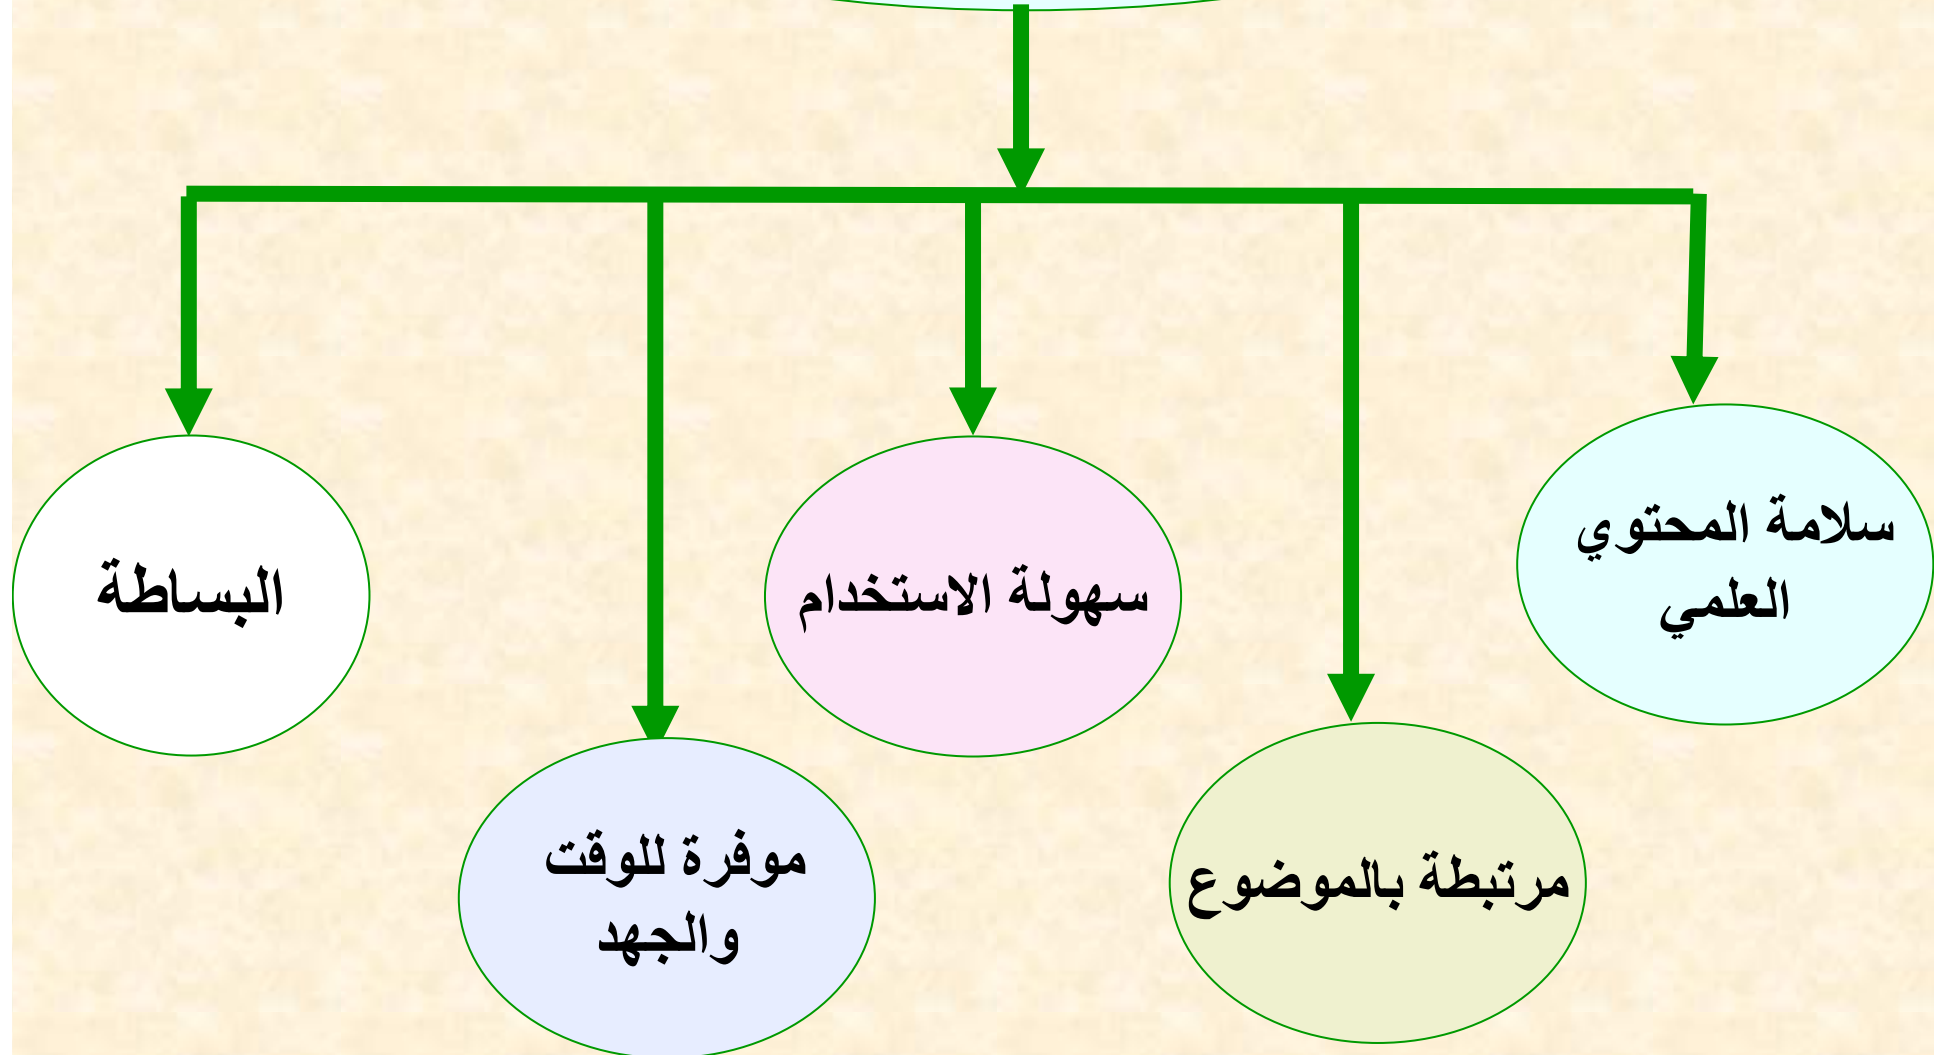 سلامة المحتوي
العلمي
مرتبطة بالموضوع
سهولة الاستخدام
موفرة للوقت
والجهد
البساطة